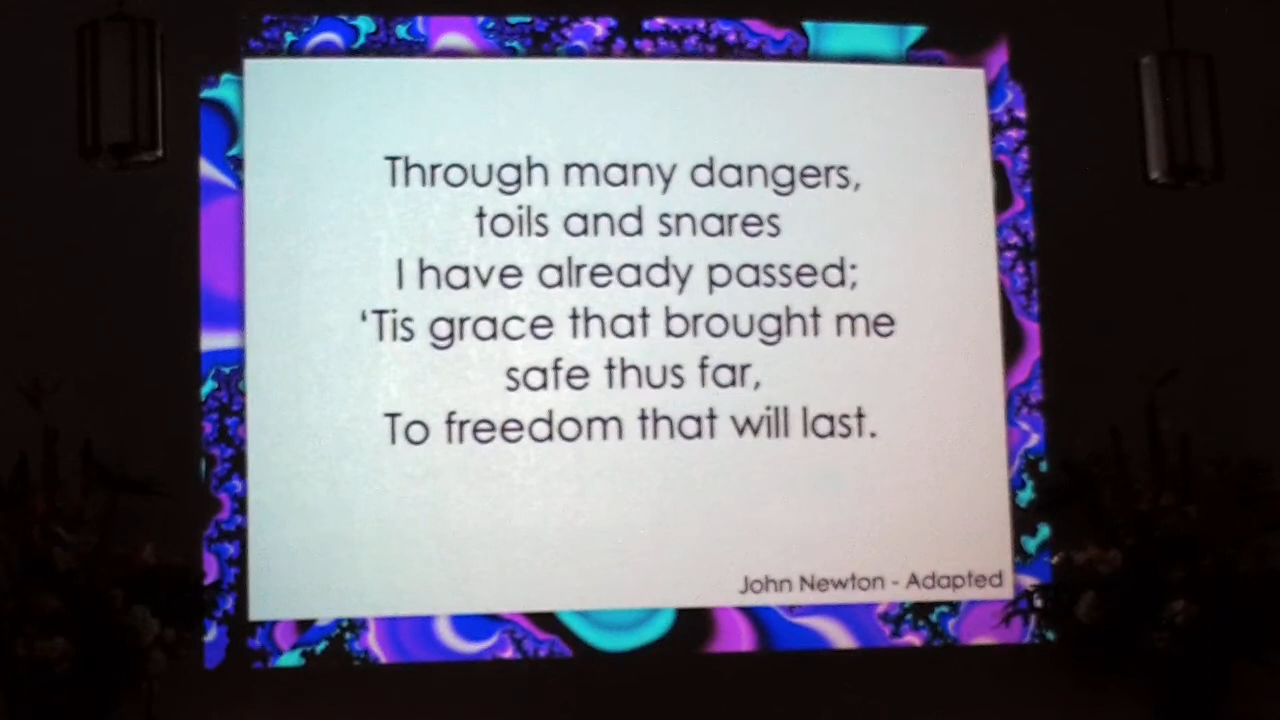 Through many dangers,
toils and snares
I have already passed;
‘Tis grace that brought me
safe thus far,
To freedom that will last.
John Newton - Adapted